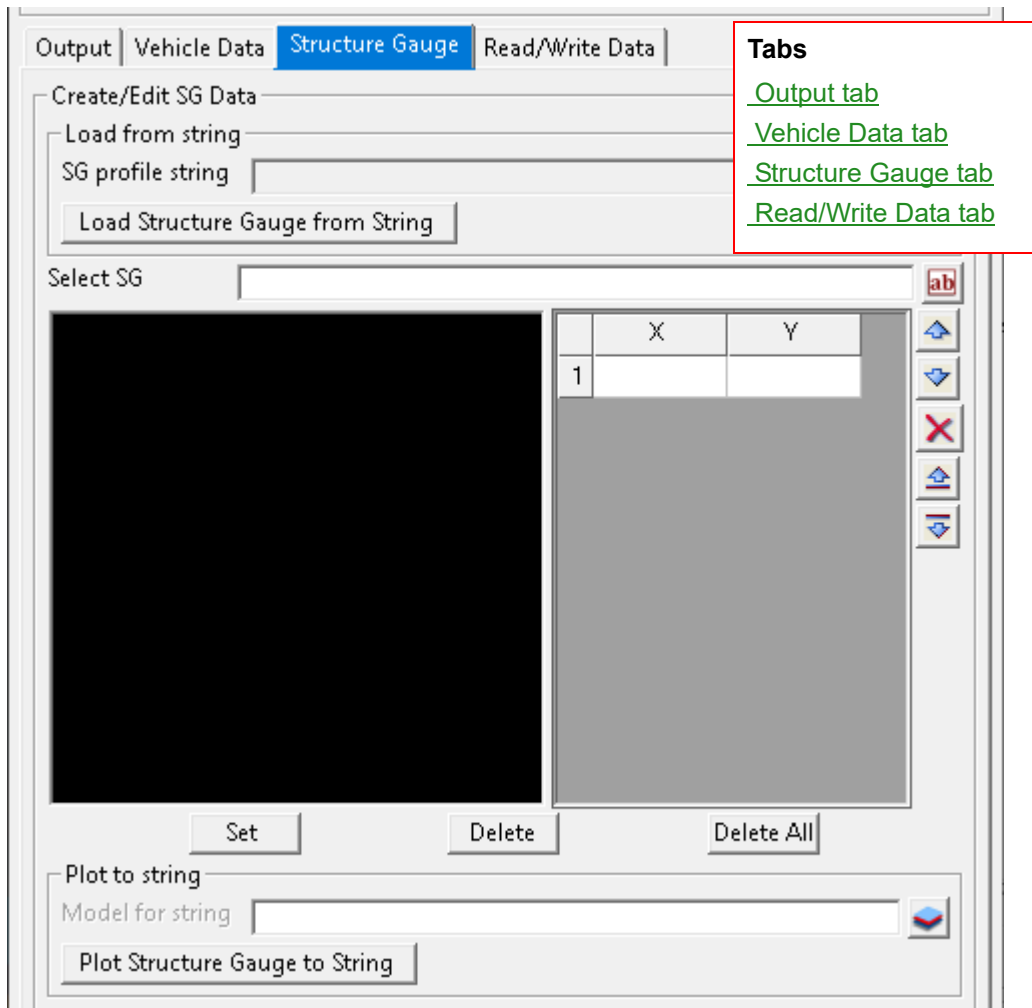 Output Vehicle Data Structure Gauge Read/Write Data
Tabs
Output tab
Vehicle Data tab
Structure Gauge tab
Read/Write Data tab
Create/Edit SG Data
Load from string
SG profile string
Load Structure Gauge from String
Select SG
ab
X Y
1
Set Delete Delete All
Plot to string
Model for string
Plot Structure Gauge to String